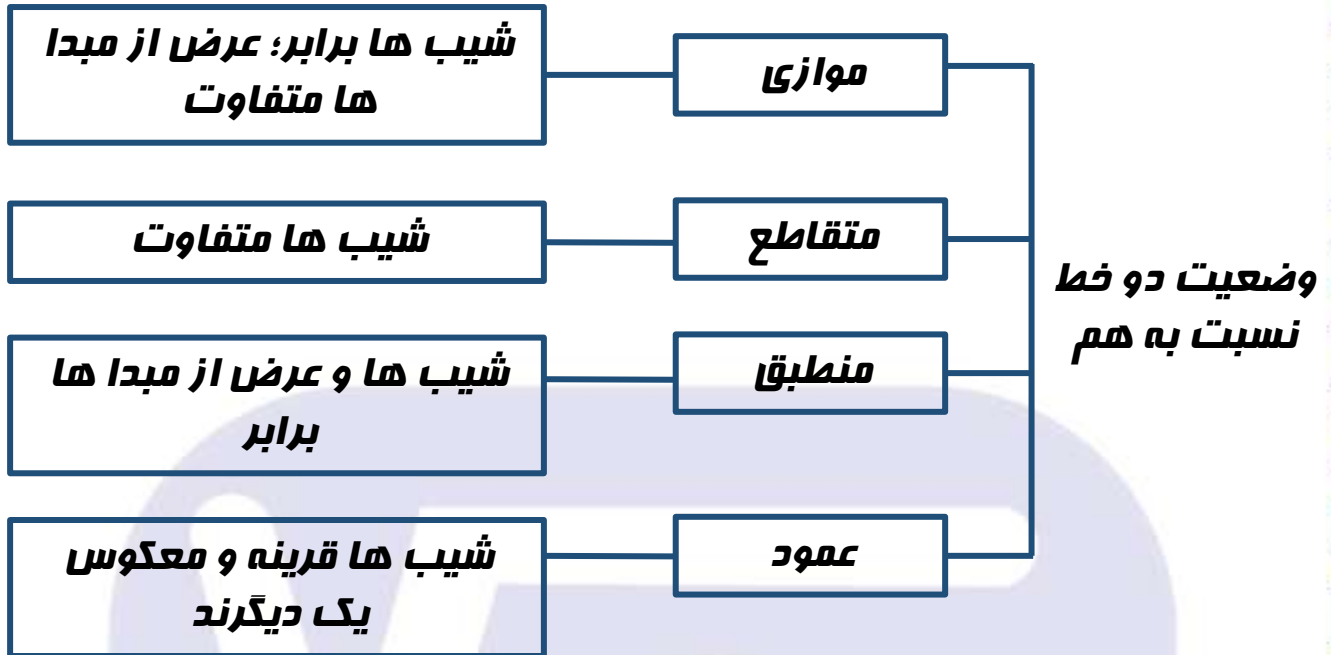 وضعیت دو خط
نسبت به هم
موازی
شیب ها برابر؛ عرض از مبدا
ها متفاوت
متقاطع
شیب ها متفاوت
منطبق
شیب ها و عرض از مبدا ها
برابر
عمود
شیب ها قرینه و معکوس
یک دیگرند